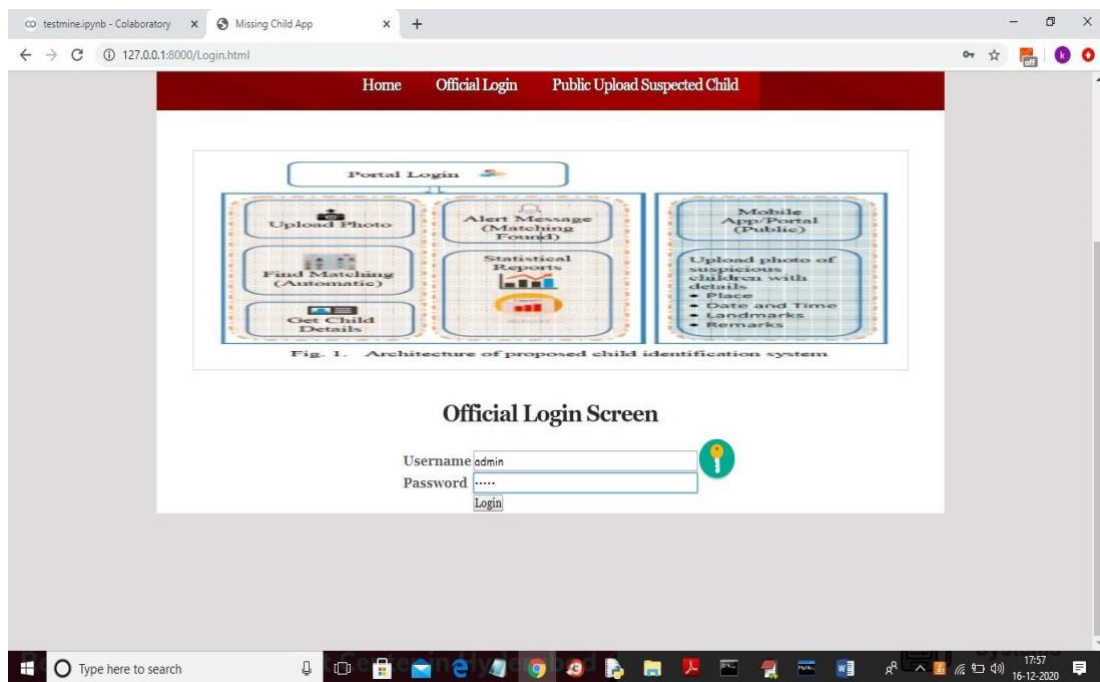 testmine.ipynb - Colaboratory
Missing Child App
127.0.0.1:8000/Login.html
off
k
Home Official Login Public Upload Suspected Child
Portal Login
Upload Photo
Find Matching
(Automatic)
Get Child
Details
Alert Message
(Matching
Found)
Statistical
Reports
Mobile
App/Portal
(Public)
Upload photo of
suspicious
children with
details
• Place
• Date and Time
• Landmarks
• Remarks
Fig. 1. Architecture of proposed child identification system
Official Login Screen
Username admin
Password •••••
Login
Type here to search
17:57
16-12-2020